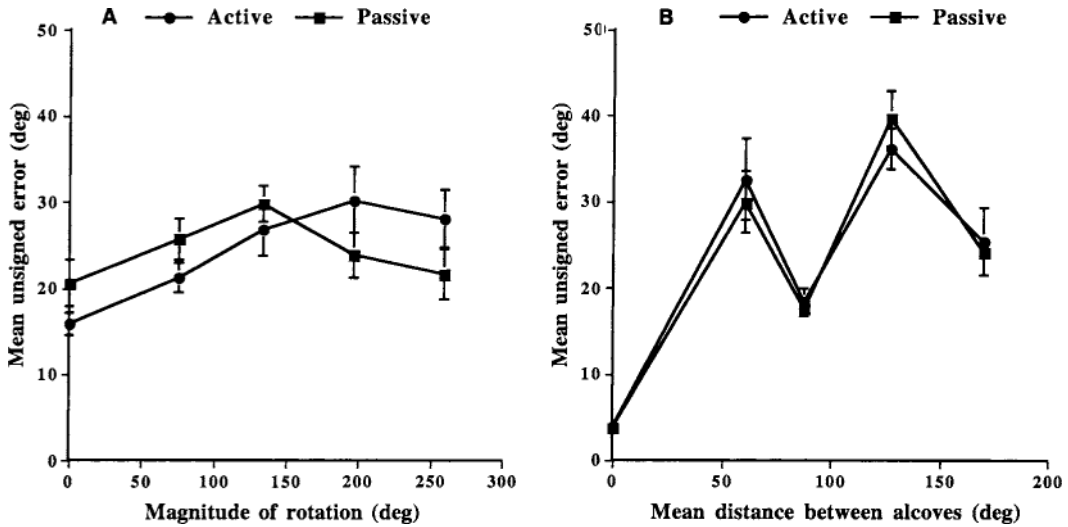 A Active Passive
50
40
30
20
10
0
Mean unsigned error (deg)
0 50 100 150 200 250 300
Magnitude of rotation (deg)
B Active Passive
50
40
30
20
10
0
Mean unsigned error (deg)
0 50 100 150 200
Mean distance between alcoves (deg)